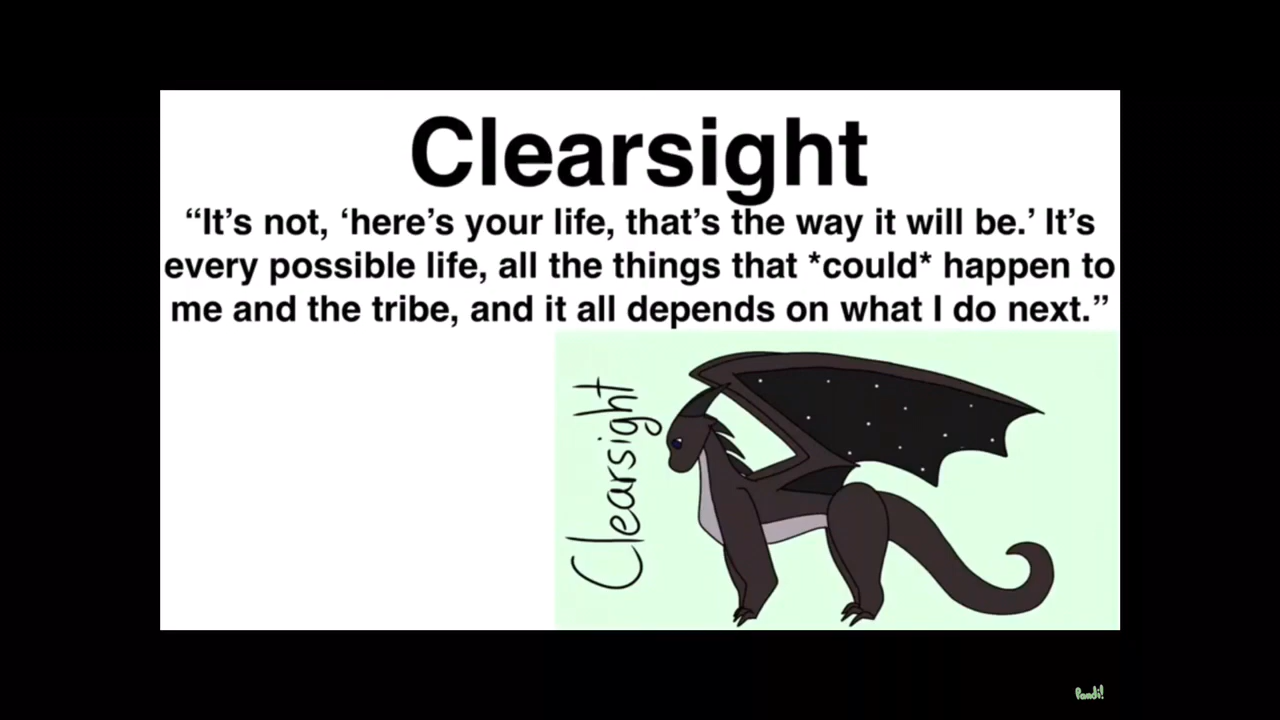 Clearsight
“It’s not, ‘here’s your life, that’s the way it will be.’ It’s
every possible life, all the things that *could* happen to
me and the tribe, and it all depends on what I do next.”
Clearsight
Pandi!